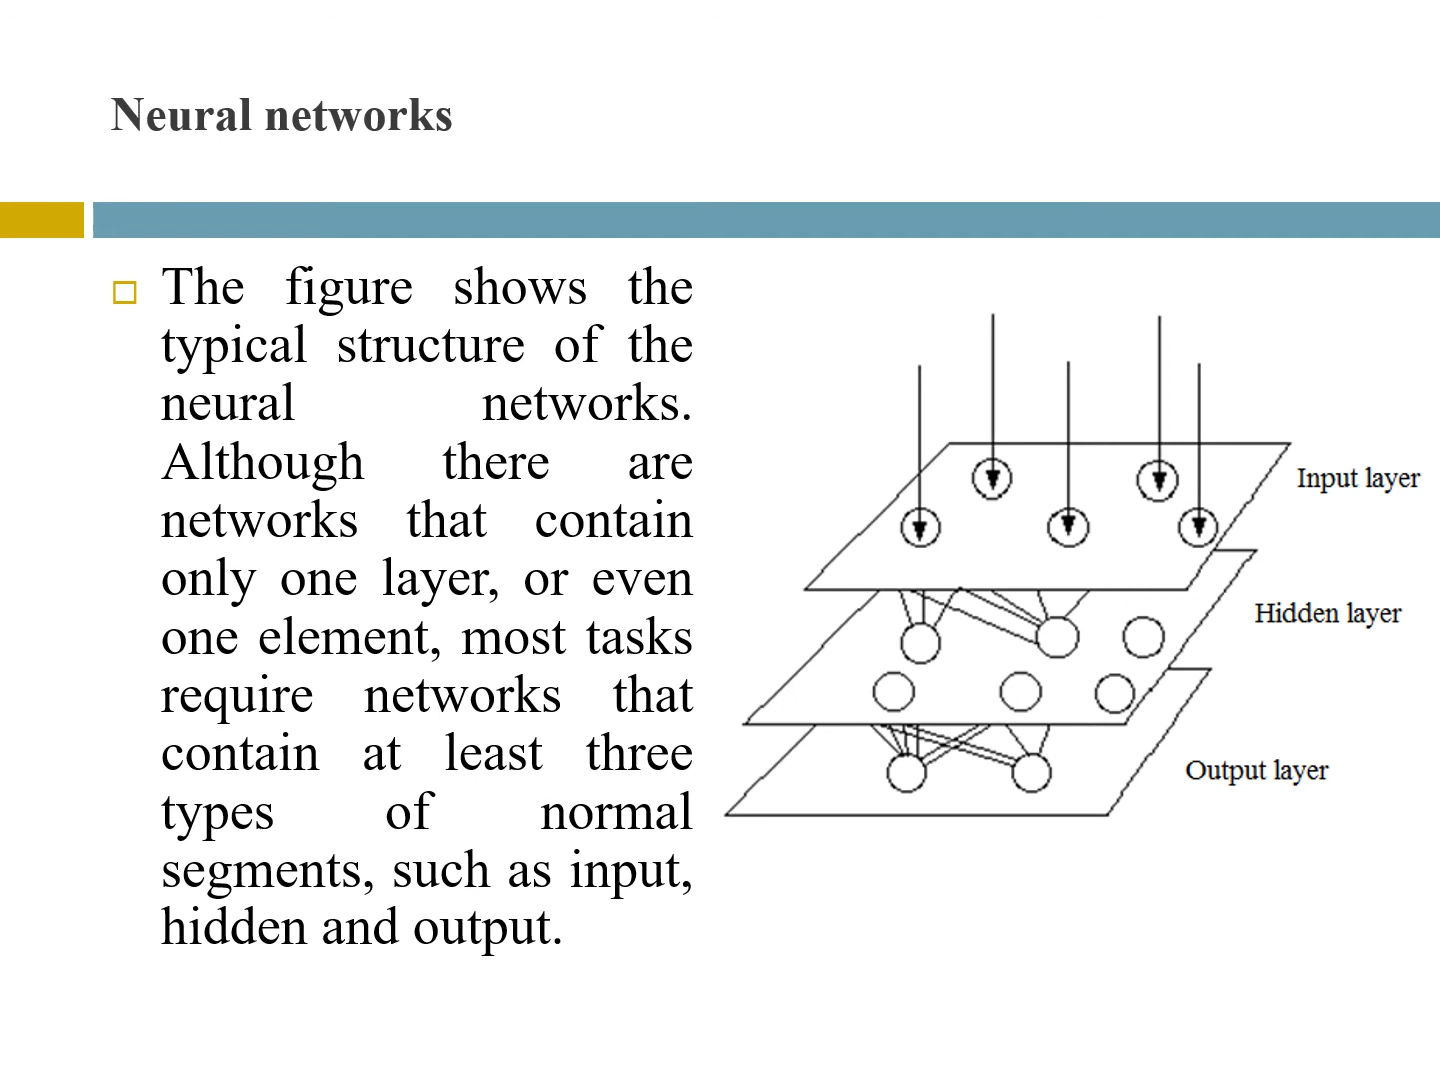 Neural networks
The figure shows the
typical structure of the
neural networks.
Although there are
networks that contain
only one layer, or even
one element, most tasks
require networks that
contain at least three
types of normal
segments, such as input,
hidden and output.
Input layer
Hidden layer
Output layer